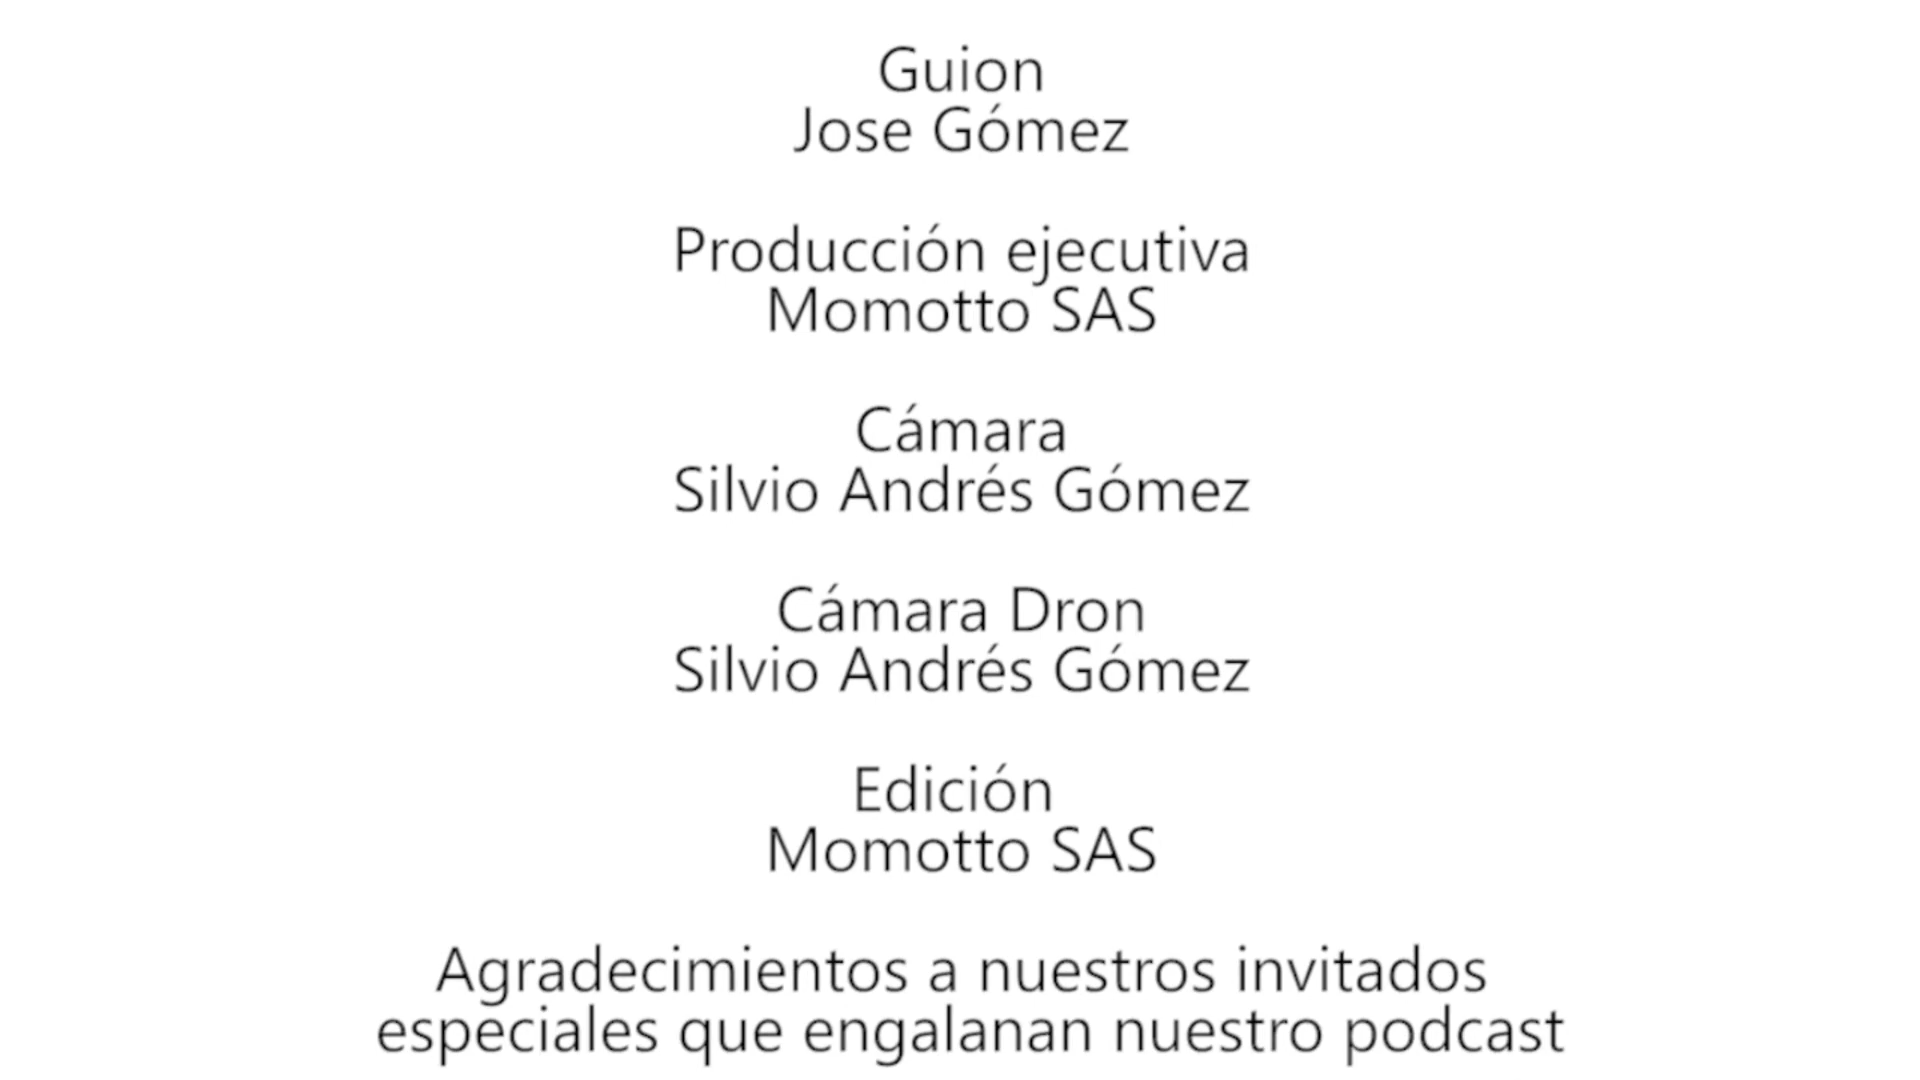 Guion
Jose Gómez
Producción ejecutiva
Momotto SAS
Cámara
Silvio Andrés Gómez
Cámara Dron
Silvio Andrés Gómez
Edición
Momotto SAS
Agradecimientos a nuestros invitados
especiales que engalanan nuestro podcast